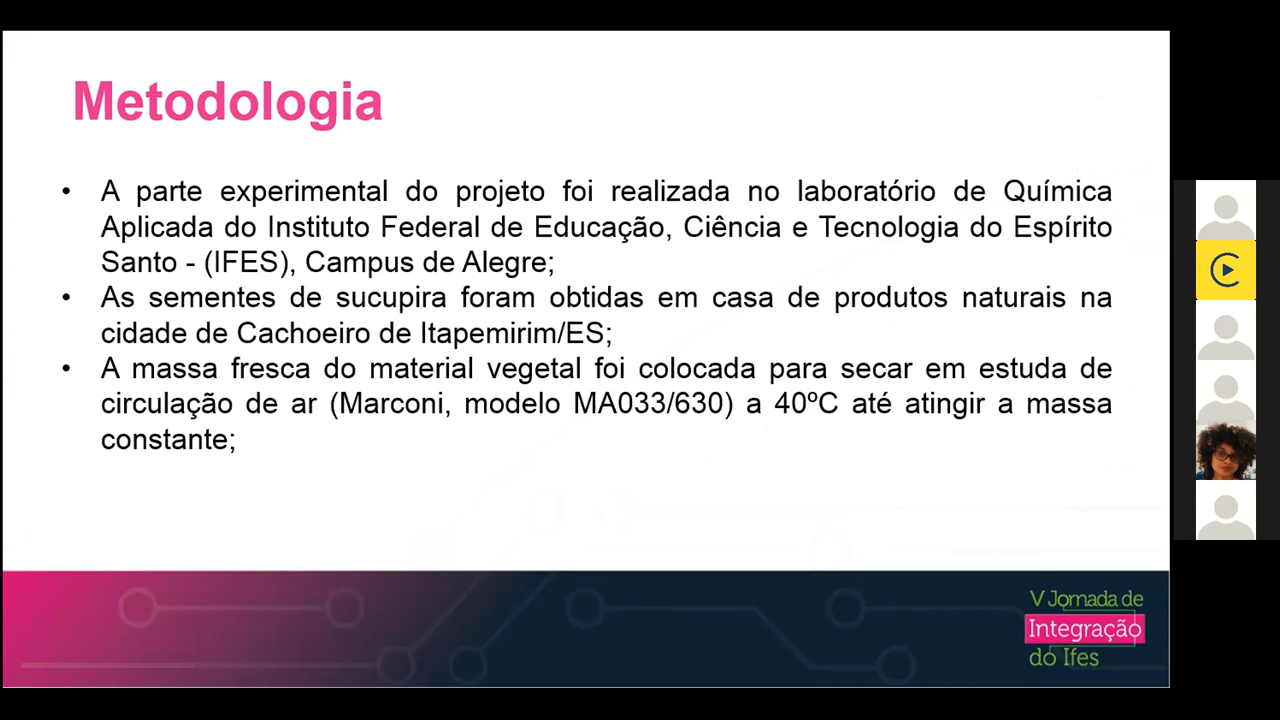 Metodologia
• A parte experimental do projeto foi realizada no laboratório de Química
Aplicada do Instituto Federal de Educação, Ciência e Tecnologia do Espírito
Santo - (IFES), Campus de Alegre;
• As sementes de sucupira foram obtidas em casa de produtos naturais na
cidade de Cachoeiro de Itapemirim/ES;
• A massa fresca do material vegetal foi colocada para secar em estuda de
circulação de ar (Marconi, modelo MA033/630) a 40ºC até atingir a massa
constante;
V Jornada de
Integração
do Ifes